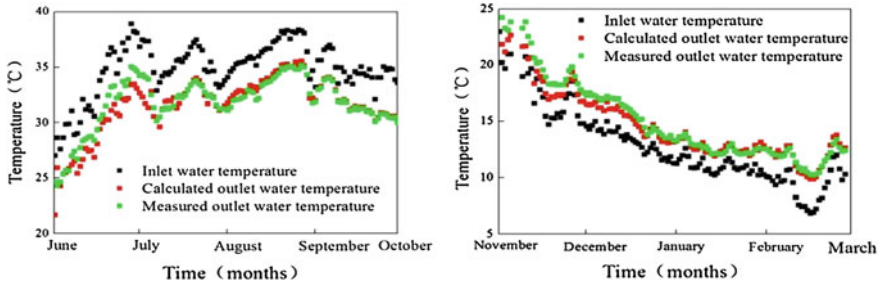 40
35
30
25
20
Temperature（℃）
Inlet water temperature
Calculated outlet water temperature
Measured outlet water temperature
June July August September October
Time（months）
25
20
15
10
5
Temperature（℃）
Inlet water temperature
Calculated outlet water temperature
Measured outlet water temperature
November December January February March
Time（months）